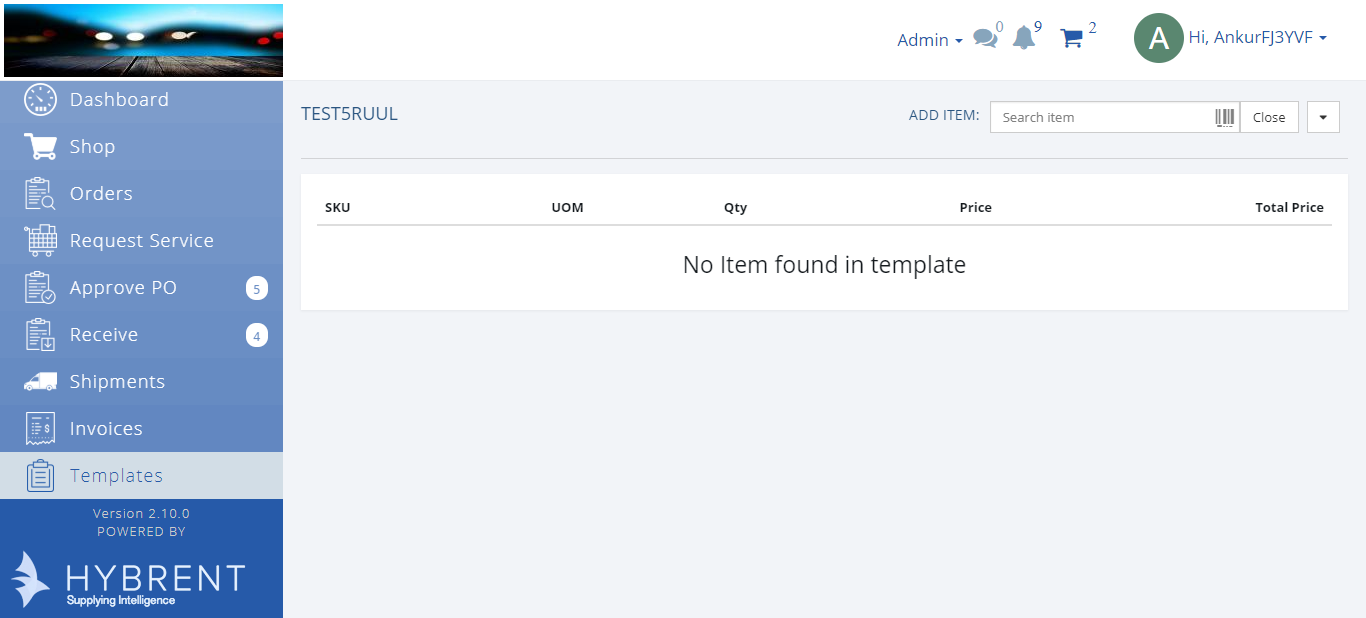 Admin
0
9
2
A
Hi, AnkurFJ3YVF
Dashboard
Shop
Orders
Request Service
Approve PO 5
Receive 4
Shipments
Invoices
Templates
Version 2.10.0
POWERED BY
HYBRENT
Supplying Intelligence
TEST5RUUL
ADD ITEM: Search item Close
SKU UOM Qty Price Total Price
No Item found in template